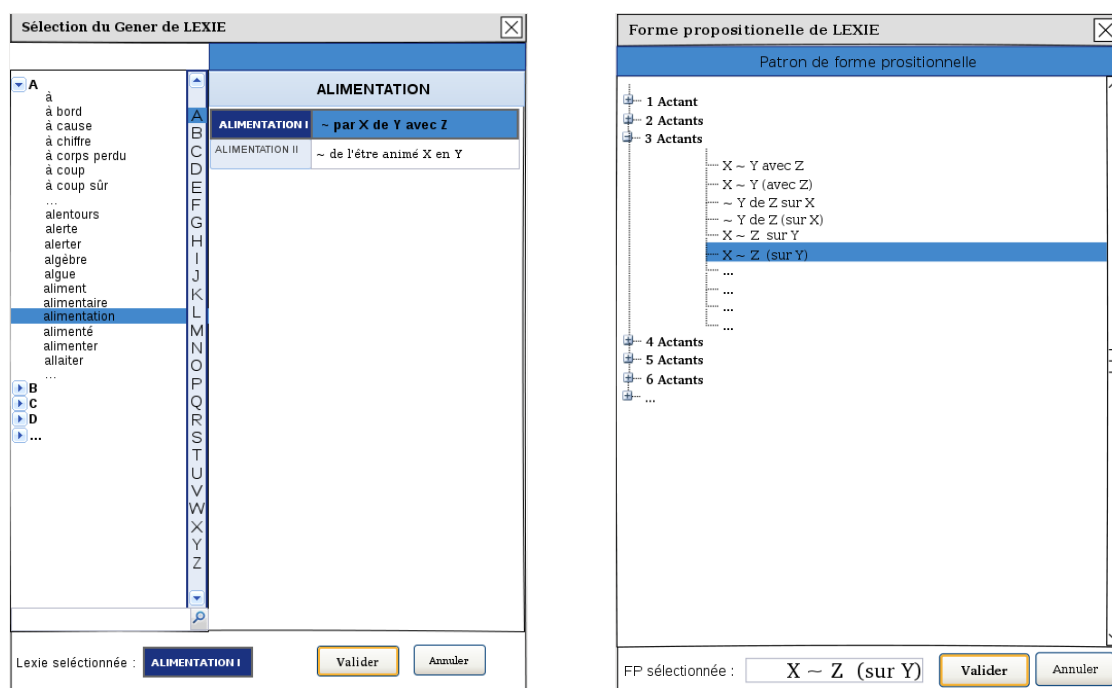 Sélection du Gener de LEXIE
A
à
à bord
à cause
à chiffre
à corps perdu
à coup
à coup sûr
...
alentours
alerte
alerter
algèbre
algue
aliment
alimentaire
alimentation
alimenté
alimenter
allaiter
...
B
C
D
...
A
B
C
D
E
F
G
H
I
J
K
L
M
N
O
P
Q
R
S
T
U
V
W
X
Y
Z
ALIMENTATION
ALIMENTATION I ~ par X de Y avec Z
ALIMENTATION II ~ de l'être animé X en Y
Lexie seléctionnée : ALIMENTATION I Valider Annuler
Forme propositionelle de LEXIE
Patron de forme prositionnelle
1 Actant
2 Actants
3 Actants
X ~ Y avec Z
X ~ Y (avec Z)
~ Y de Z sur X
~ Y de Z (sur X)
X ~ Z sur Y
X ~ Z (sur Y)
...
...
...
...
4 Actants
5 Actants
6 Actants
...
FP sélectionnée : X ~ Z (sur Y) Valider Annuler